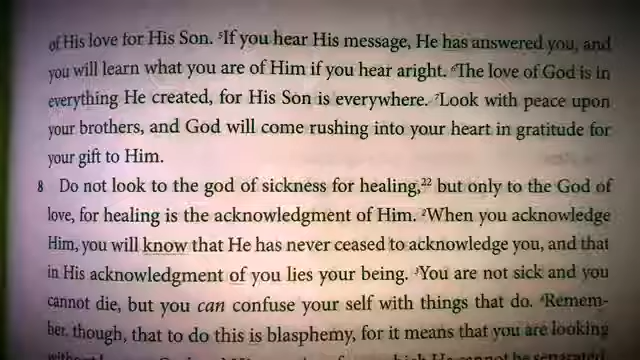 of His love for His Son. ⁵If you hear His message, He has answered you, and
you will learn what you are of Him if you hear aright. ⁶The love of God is in
everything He created, for His Son is everywhere. ⁷Look with peace upon
your brothers, and God will come rushing into your heart in gratitude for
your gift to Him.
8 Do not look to the god of sickness for healing,²² but only to the God of
love, for healing is the acknowledgment of Him. ²When you acknowledge
Him, you will know that He has never ceased to acknowledge you, and that
in His acknowledgment of you lies your being. ³You are not sick and you
cannot die, but you can confuse your self with things that do. ⁴Remem-
ber, though, that to do this is blasphemy, for it means that you are looking